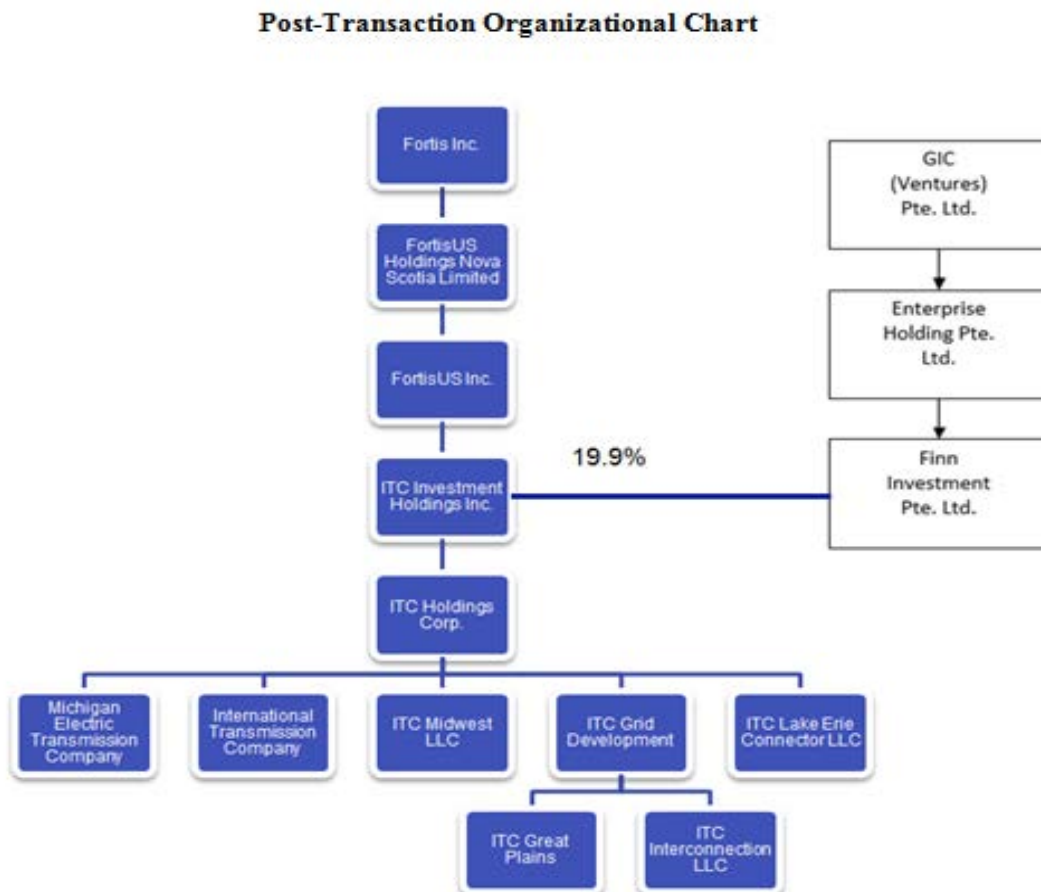 Post-Transaction Organizational Chart
Fortis Inc.
GIC
(Ventures)
Pte. Ltd.
FortisUS
Holdings Nova
Scotia Limited
Enterprise
Holding Pte.
Ltd.
FortisUS Inc.
19.9%
Finn
Investment
Pte. Ltd.
ITC Investment
Holdings Inc.
ITC Holdings
Corp.
Michigan
Electric
Transmission
Company
International
Transmission
Company
ITC Midwest
LLC
ITC Grid
Development
ITC Lake Erie
Connector LLC
ITC Great
Plains
ITC
Interconnection
LLC